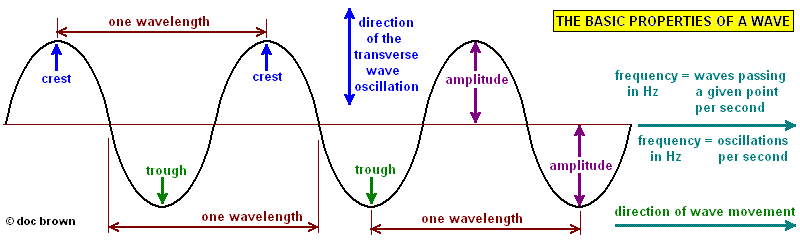 THE BASIC PROPERTIES OF A WAVE
one wavelength
direction
of the
transverse
wave
oscillation
crest
crest
amplitude
frequency = waves passing
in Hz a given point
per second
frequency = oscillations
in Hz per second
trough
trough
amplitude
© doc brown
one wavelength
one wavelength
direction of wave movement